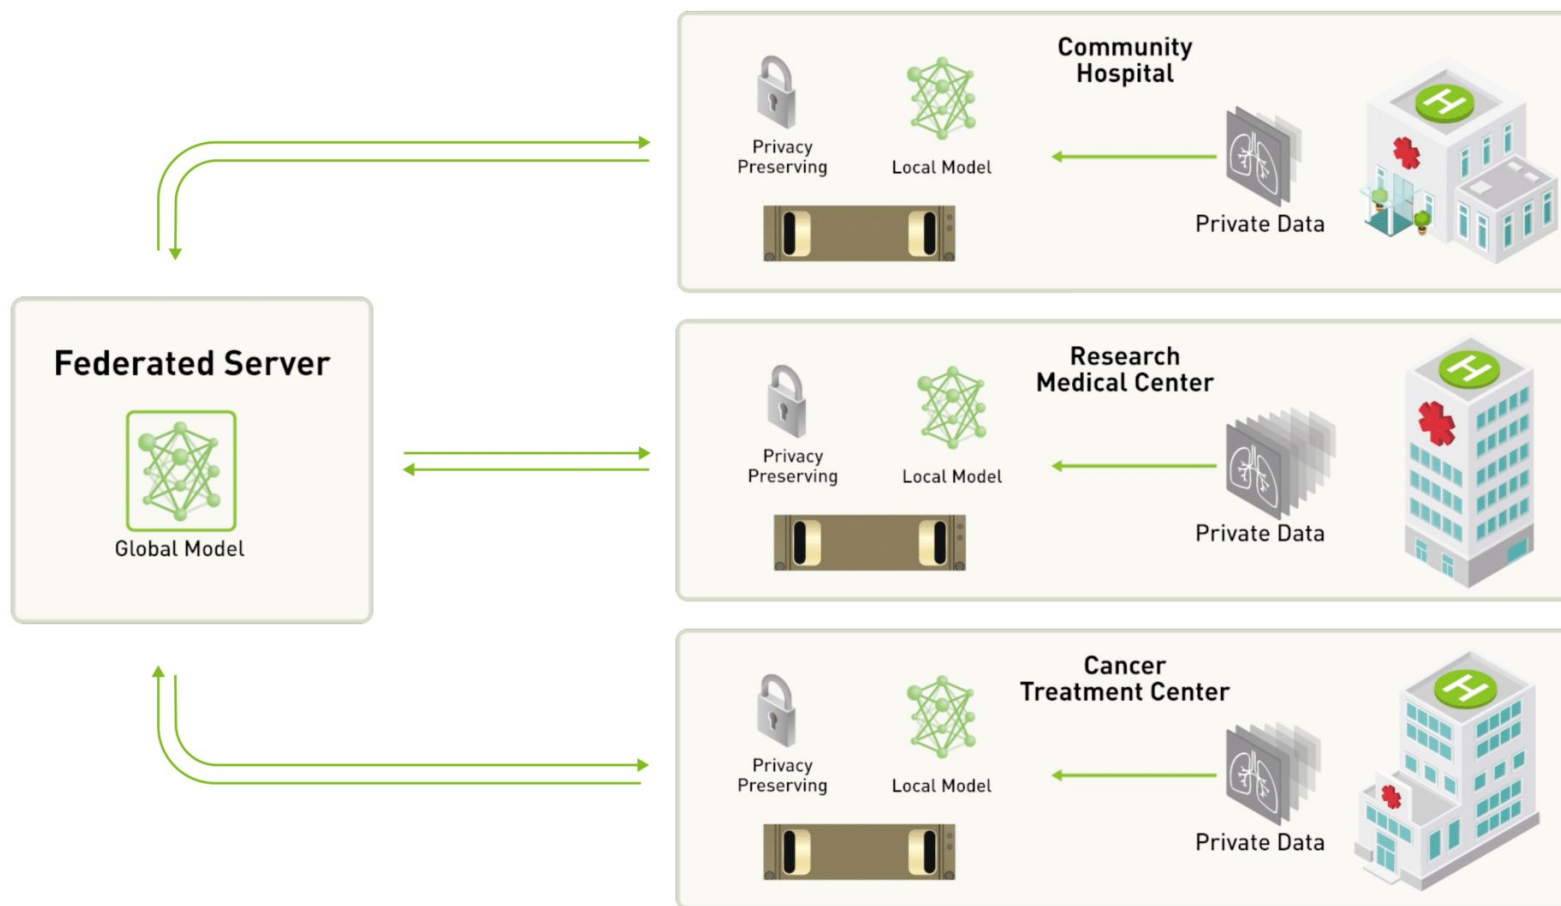 Federated Server
Global Model
Community
Hospital
Privacy
Preserving
Local Model
Private Data
H
Research
Medical Center
Privacy
Preserving
Local Model
Private Data
H
Cancer
Treatment Center
Privacy
Preserving
Local Model
Private Data
H